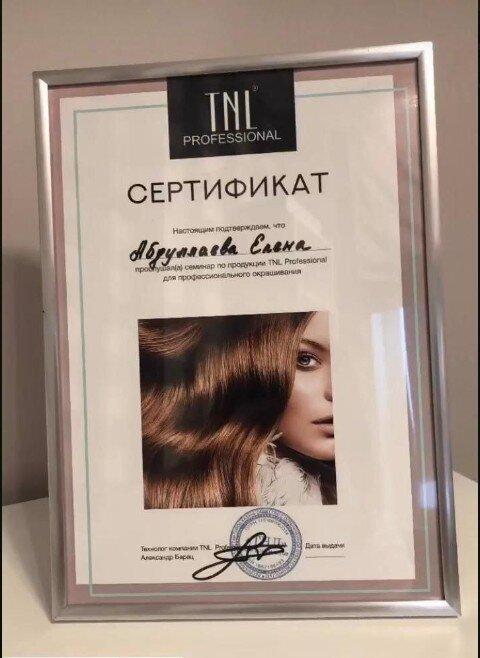 TNL®
PROFESSIONAL
СЕРТИФИКАТ
Настоящим подтверждаем, что
Абдуллаева Елена
прослушал(а) семинар по продукции TNL Professional
для профессионального окрашивания
Технолог компании TNL Profe
Александр Барац
Дата выдачи